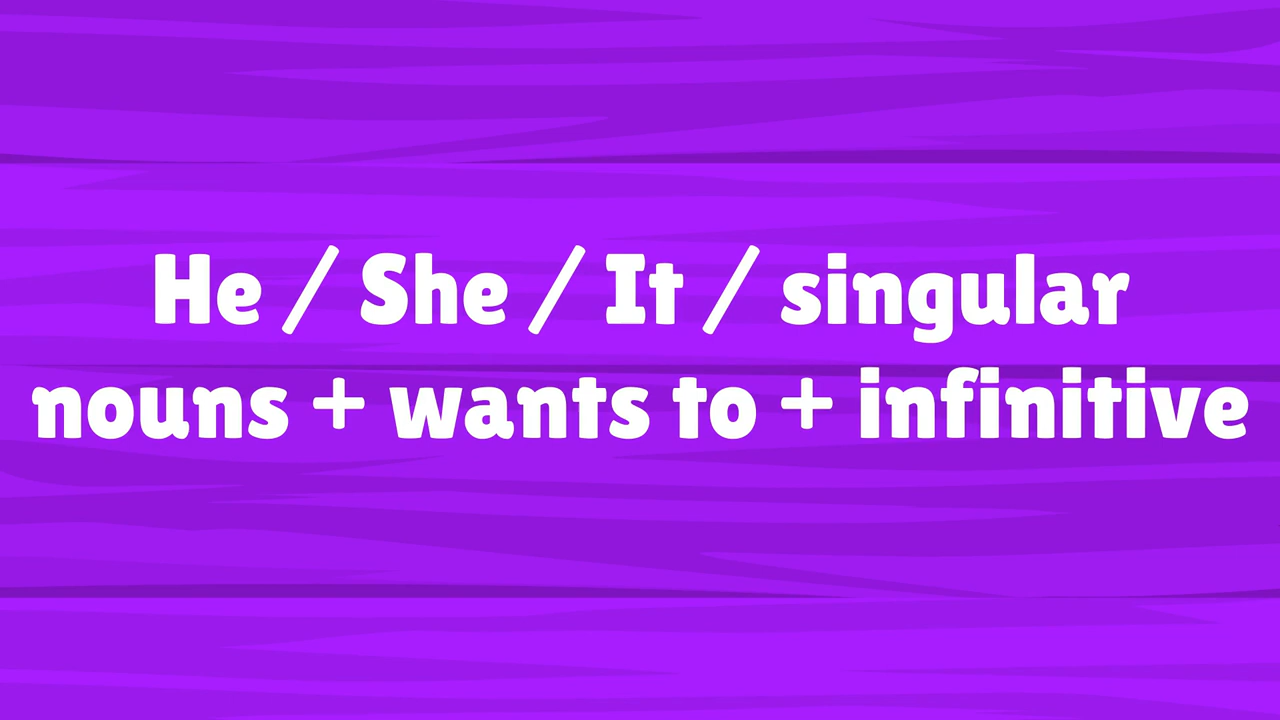 He / She / It / singular
nouns + wants to + infinitive